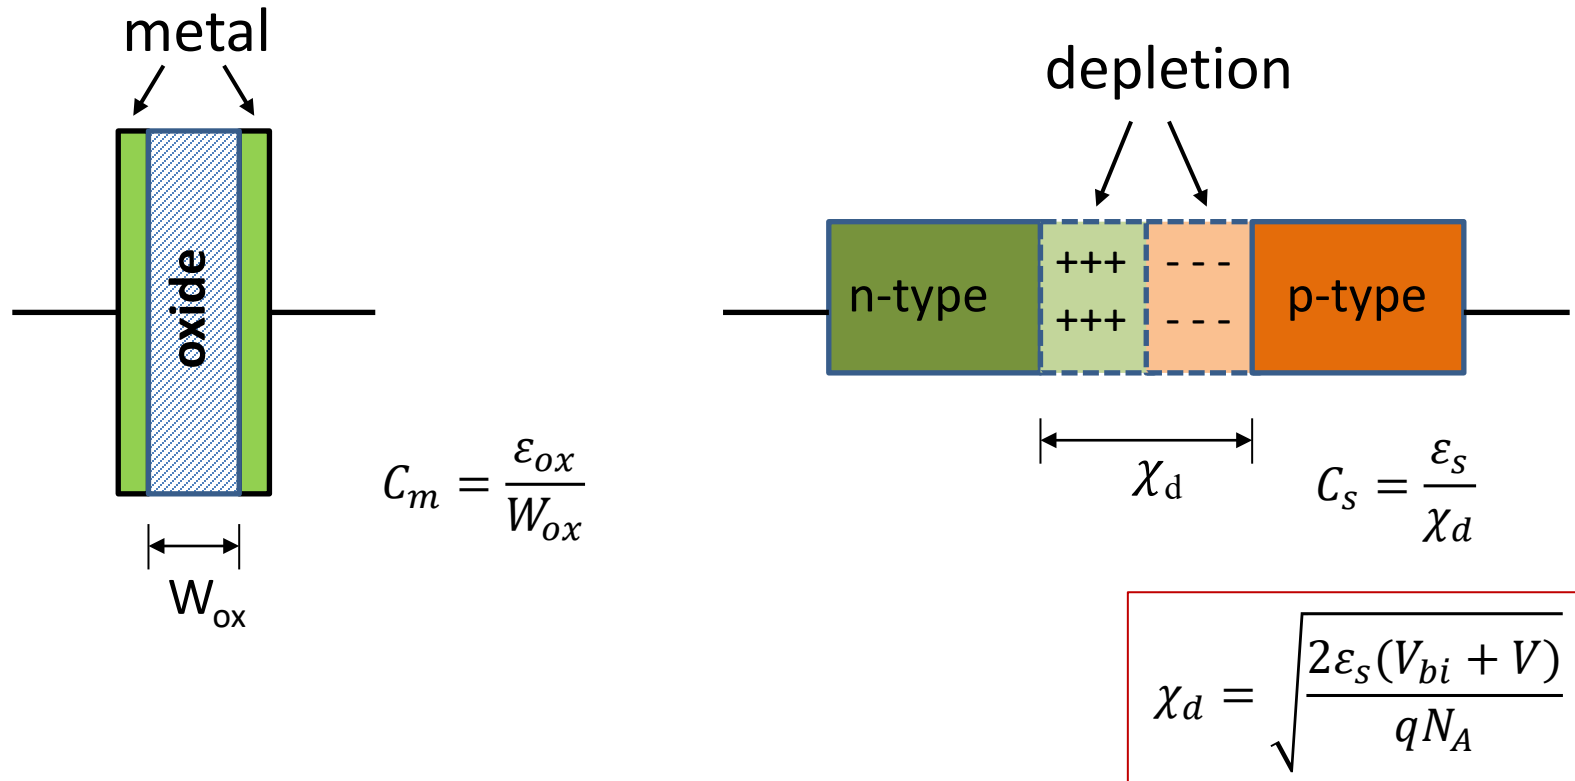 metal
oxide
W_ox
C_m = ε_ox / W_ox
depletion
n-type
+++ - - -
+++ - - -
p-type
χ_d
C_s = ε_s / χ_d
χ_d = √(2ε_s(V_bi + V) / qN_A)